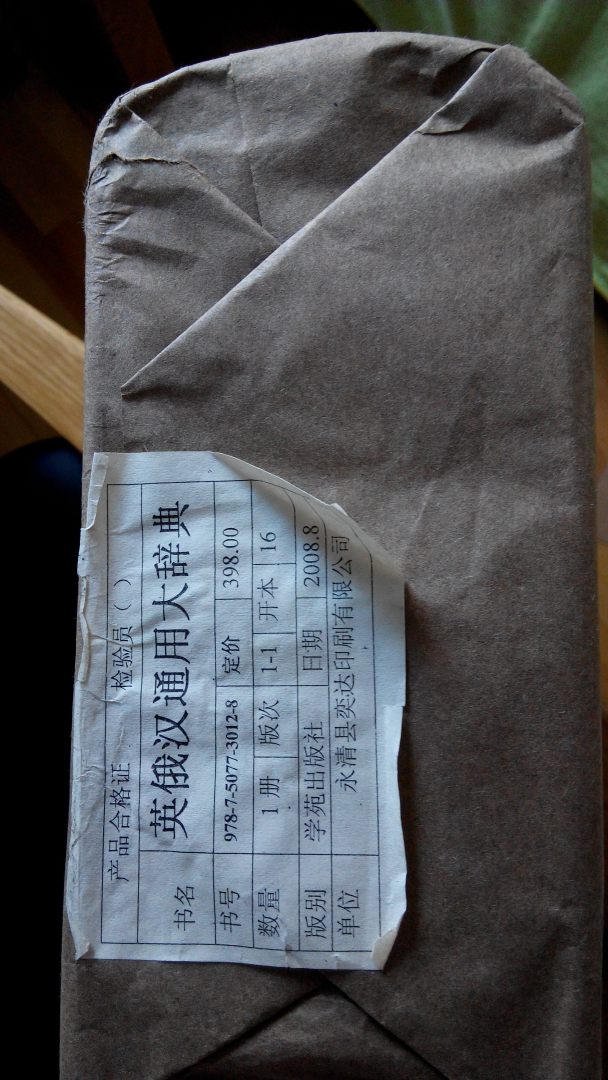 产品合格证 检验员（ ）
书名 英俄汉通用大辞典
书号 978-7-5077-3012-8 定价 398.00
数量 1 册 版次 1-1 开本 16
版别 学苑出版社 日期 2008.8
单位 永清县奕达印刷有限公司